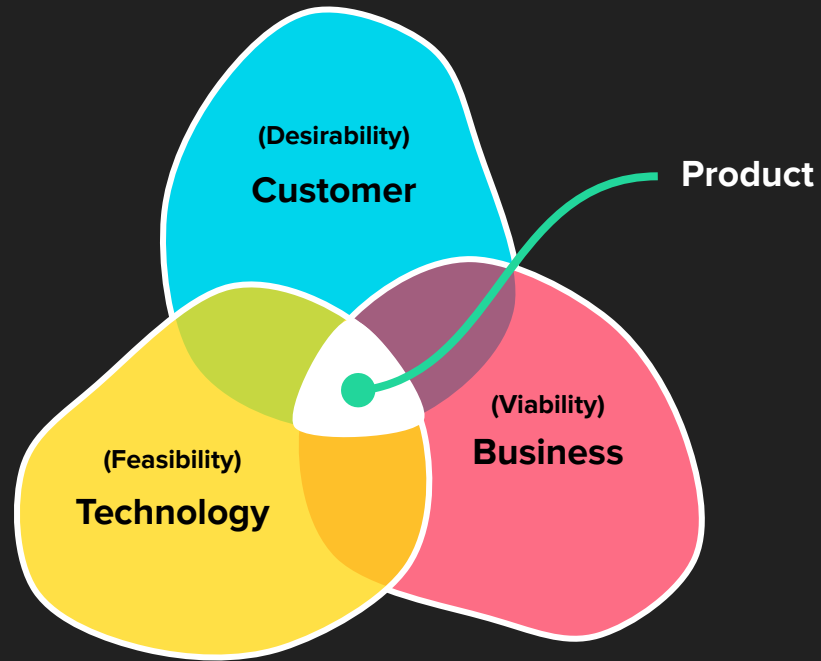 (Desirability)
Customer
Product
(Viability)
Business
(Feasibility)
Technology